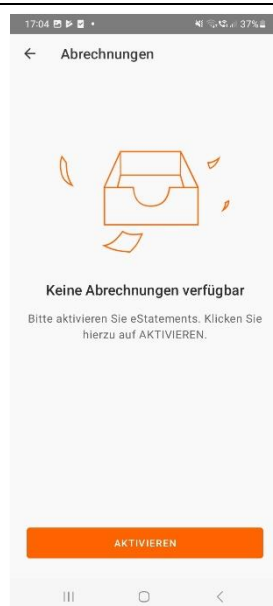 17:04 37%
Abrechnungen
Keine Abrechnungen verfügbar
Bitte aktivieren Sie eStatements. Klicken Sie
hierzu auf AKTIVIEREN.
AKTIVIEREN